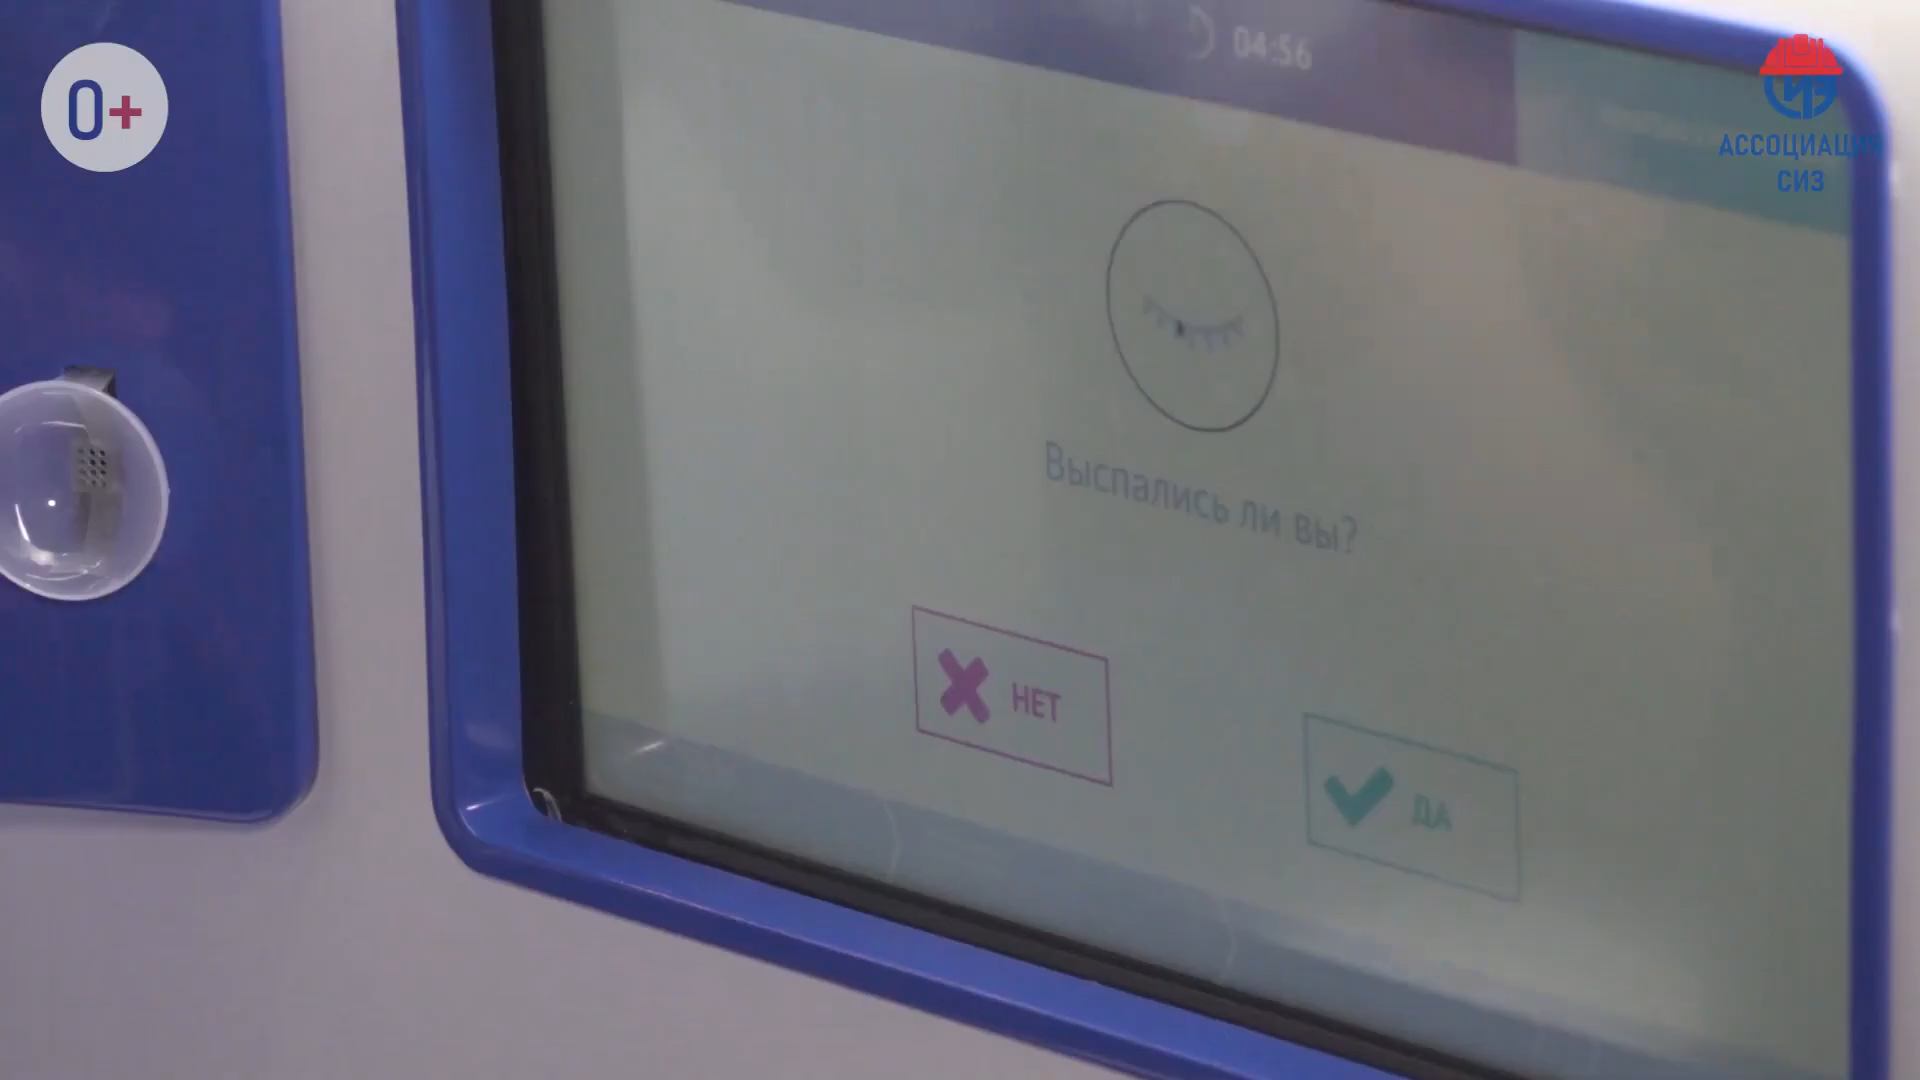 0+
04:56
АССОЦИАЦИЯ
СИЗ
Выспались ли вы?
НЕТ
ДА